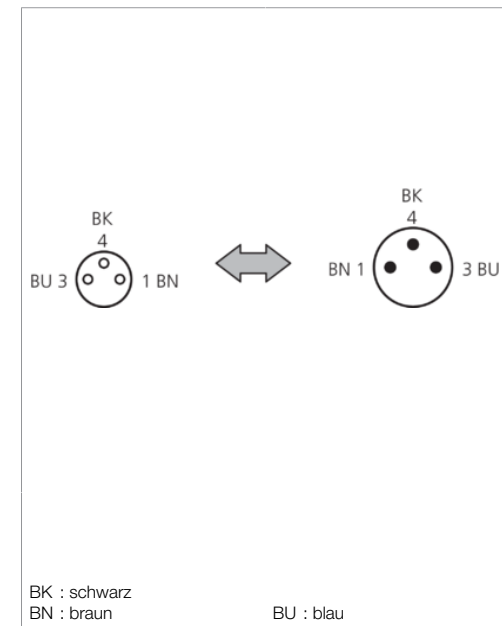 BK
4
BU 3
1 BN
BK
4
BN 1
3 BU
BK : schwarz
BN : braun BU : blau